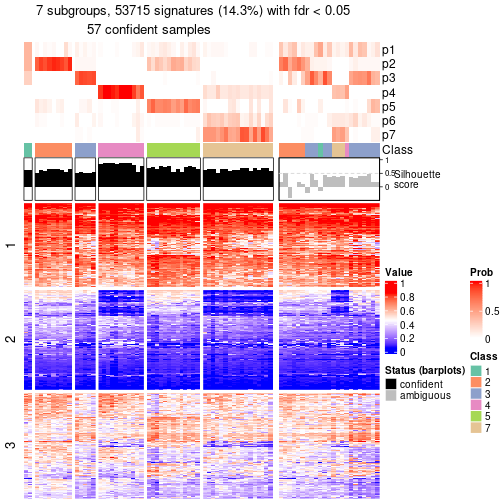 7 subgroups, 53715 signatures (14.3%) with fdr < 0.05
57 confident samples
p1
p2
p3
p4
p5
p6
p7
Class
1
0.5
0
Silhouette
score
1
2
3
Value
1
0.8
0.6
0.4
0.2
0
Status (barplots)
confident
ambiguous
Prob
1
0.5
0
Class
1
2
3
4
5
7